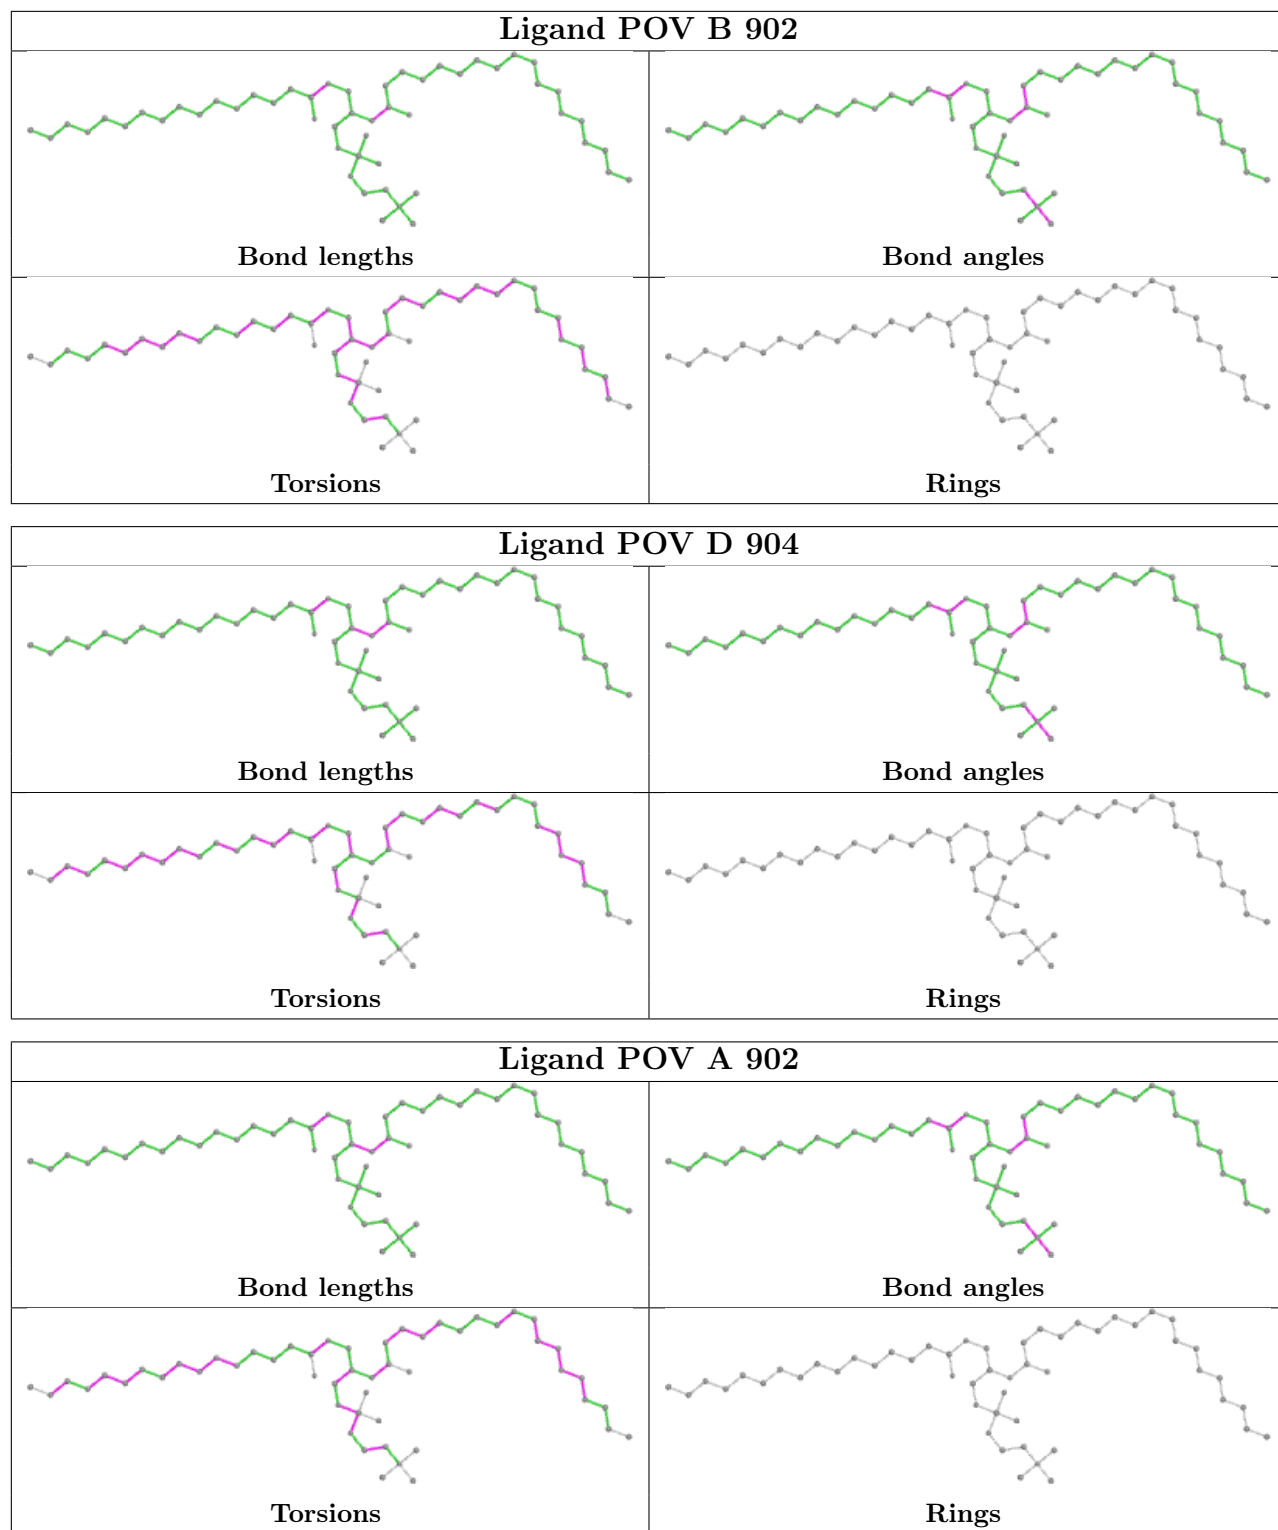 Ligand POV B 902
Bond lengths
Bond angles
Torsions
Rings
Ligand POV D 904
Bond lengths
Bond angles
Torsions
Rings
Ligand POV A 902
Bond lengths
Bond angles
Torsions
Rings